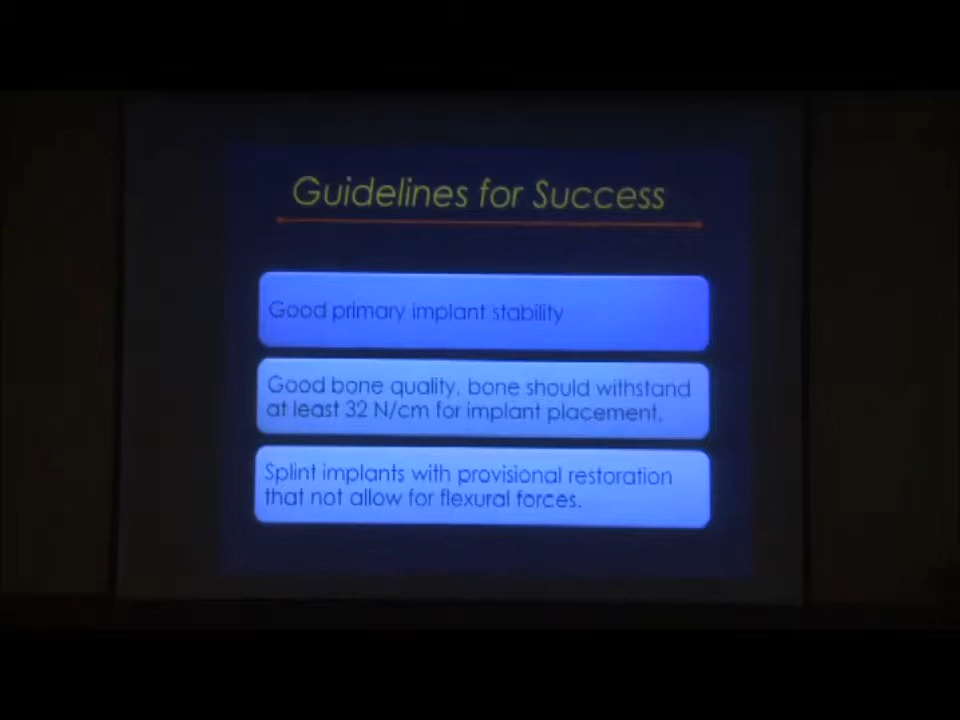 Guidelines for Success
Good primary implant stability
Good bone quality, bone should withstand
at least 32 N/cm for implant placement.
Splint implants with provisional restoration
that not allow for flexural forces.